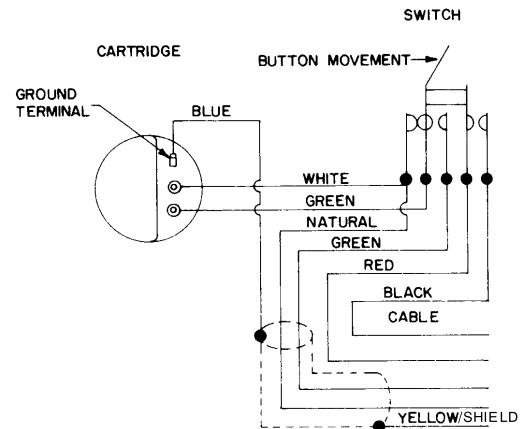 SWITCH
CARTRIDGE
BUTTON MOVEMENT
GROUND
TERMINAL
BLUE
WHITE
GREEN
NATURAL
GREEN
RED
BLACK
CABLE
YELLOW/SHIELD